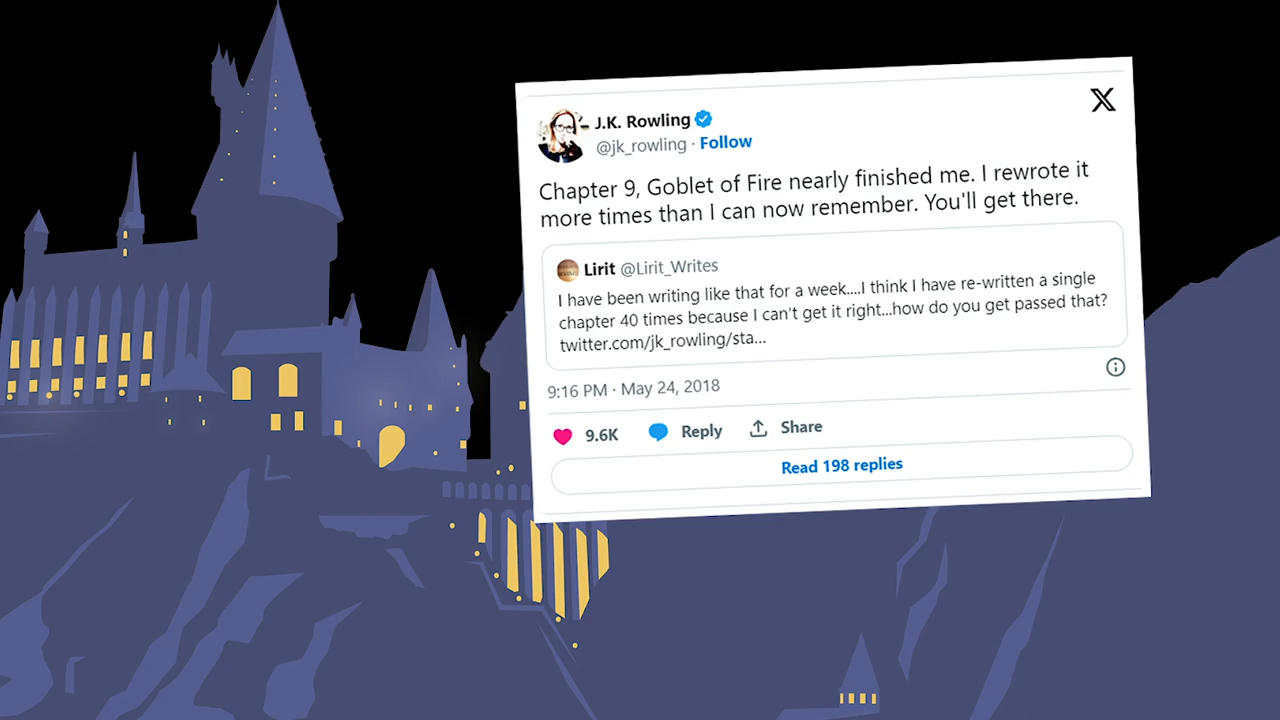 J.K. Rowling
@jk_rowling · Follow
Chapter 9, Goblet of Fire nearly finished me. I rewrote it
more times than I can now remember. You'll get there.
Lirit @Lirit_Writes
I have been writing like that for a week....I think I have re-written a single
chapter 40 times because I can't get it right...how do you get passed that?
twitter.com/jk_rowling/sta...
9:16 PM · May 24, 2018
9.6K Reply Share
Read 198 replies